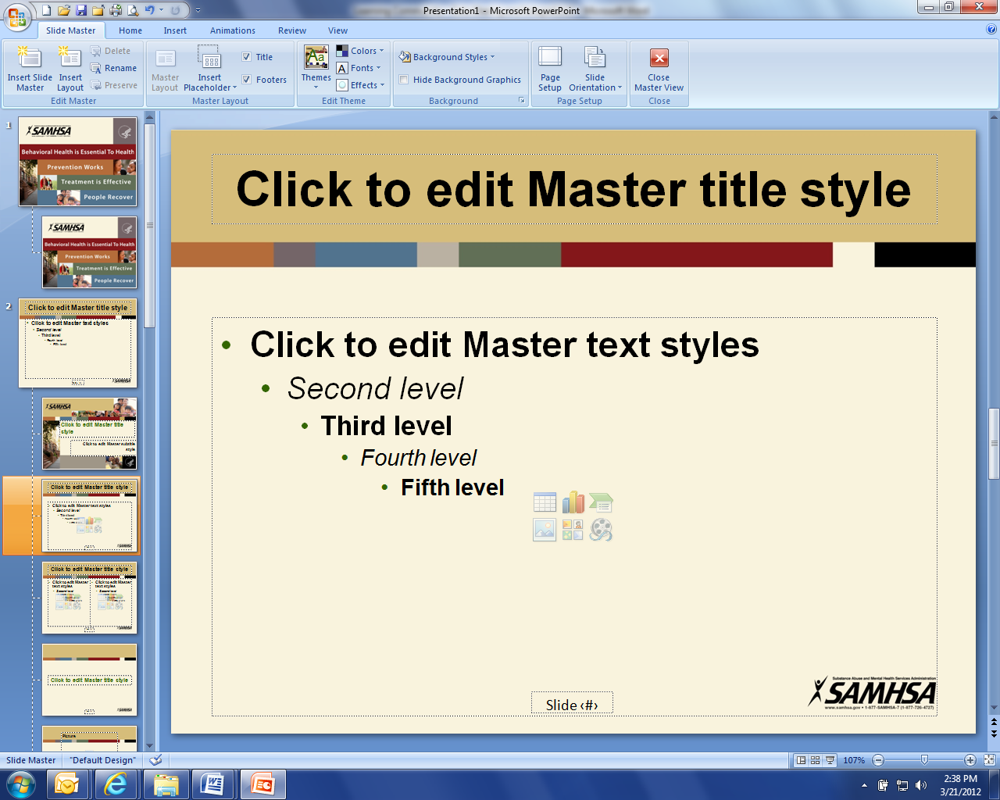 Presentation1 - Microsoft PowerPoint
Slide Master Home Insert Animations Review View
Insert Slide Master
Insert Layout
Delete
Rename
Preserve
Edit Master
Master Layout
Insert Placeholder
Title
Footers
Master Layout
Themes
Colors
Fonts
Effects
Edit Theme
Background Styles
Hide Background Graphics
Background
Page Setup
Slide Orientation
Page Setup
Close Master View
Close
1
SAMHSA
Behavioral Health is Essential To Health
Prevention Works
Treatment is Effective
People Recover
SAMHSA
Behavioral Health is Essential To Health
Prevention Works
Treatment is Effective
People Recover
2
Click to edit Master title style
Click to edit Master text styles
Second level
Third level
Fourth level
Fifth level
SAMHSA
SAMHSA
Click to edit Master title
style
Click to edit Master subtitle
style
Click to edit Master title style
Click to edit Master text styles
Second level
Third level
SAMHSA
Click to edit Master title style
Click to edit Master
text styles
Second level
Click to edit Master
text styles
Second level
SAMHSA
Click to edit Master title style
SAMHSA
Picture
Click to edit Master title style
• Click to edit Master text styles
• Second level
• Third level
• Fourth level
• Fifth level
Slide ‹#›
Substance Abuse and Mental Health Services Administration
SAMHSA
www.samhsa.gov • 1-877-SAMHSA-7 (1-877-726-4727)
Slide Master "Default Design" 107%
2:38 PM
3/21/2012